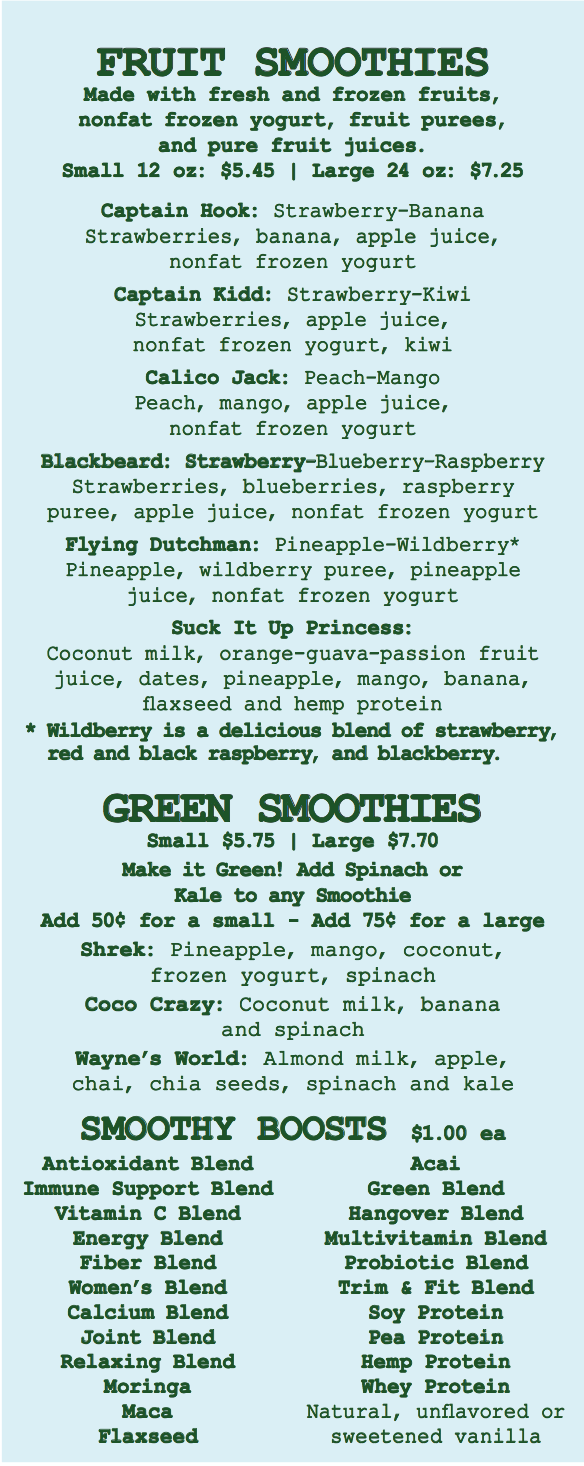 FRUIT SMOOTHIES
Made with fresh and frozen fruits,
nonfat frozen yogurt, fruit purees,
and pure fruit juices.
Small 12 oz: $5.45 | Large 24 oz: $7.25
Captain Hook: Strawberry-Banana
Strawberries, banana, apple juice,
nonfat frozen yogurt
Captain Kidd: Strawberry-Kiwi
Strawberries, apple juice,
nonfat frozen yogurt, kiwi
Calico Jack: Peach-Mango
Peach, mango, apple juice,
nonfat frozen yogurt
Blackbeard: Strawberry-Blueberry-Raspberry
Strawberries, blueberries, raspberry
puree, apple juice, nonfat frozen yogurt
Flying Dutchman: Pineapple-Wildberry*
Pineapple, wildberry puree, pineapple
juice, nonfat frozen yogurt
Suck It Up Princess:
Coconut milk, orange-guava-passion fruit
juice, dates, pineapple, mango, banana,
flaxseed and hemp protein
* Wildberry is a delicious blend of strawberry,
red and black raspberry, and blackberry.
GREEN SMOOTHIES
Small $5.75 | Large $7.70
Make it Green! Add Spinach or
Kale to any Smoothie
Add 50¢ for a small - Add 75¢ for a large
Shrek: Pineapple, mango, coconut,
frozen yogurt, spinach
Coco Crazy: Coconut milk, banana
and spinach
Wayne's World: Almond milk, apple,
chai, chia seeds, spinach and kale
SMOOTHY BOOSTS $1.00 ea
Antioxidant Blend
Immune Support Blend
Vitamin C Blend
Energy Blend
Fiber Blend
Women's Blend
Calcium Blend
Joint Blend
Relaxing Blend
Moringa
Maca
Flaxseed
Acai
Green Blend
Hangover Blend
Multivitamin Blend
Probiotic Blend
Trim & Fit Blend
Soy Protein
Pea Protein
Hemp Protein
Whey Protein
Natural, unflavored or
sweetened vanilla